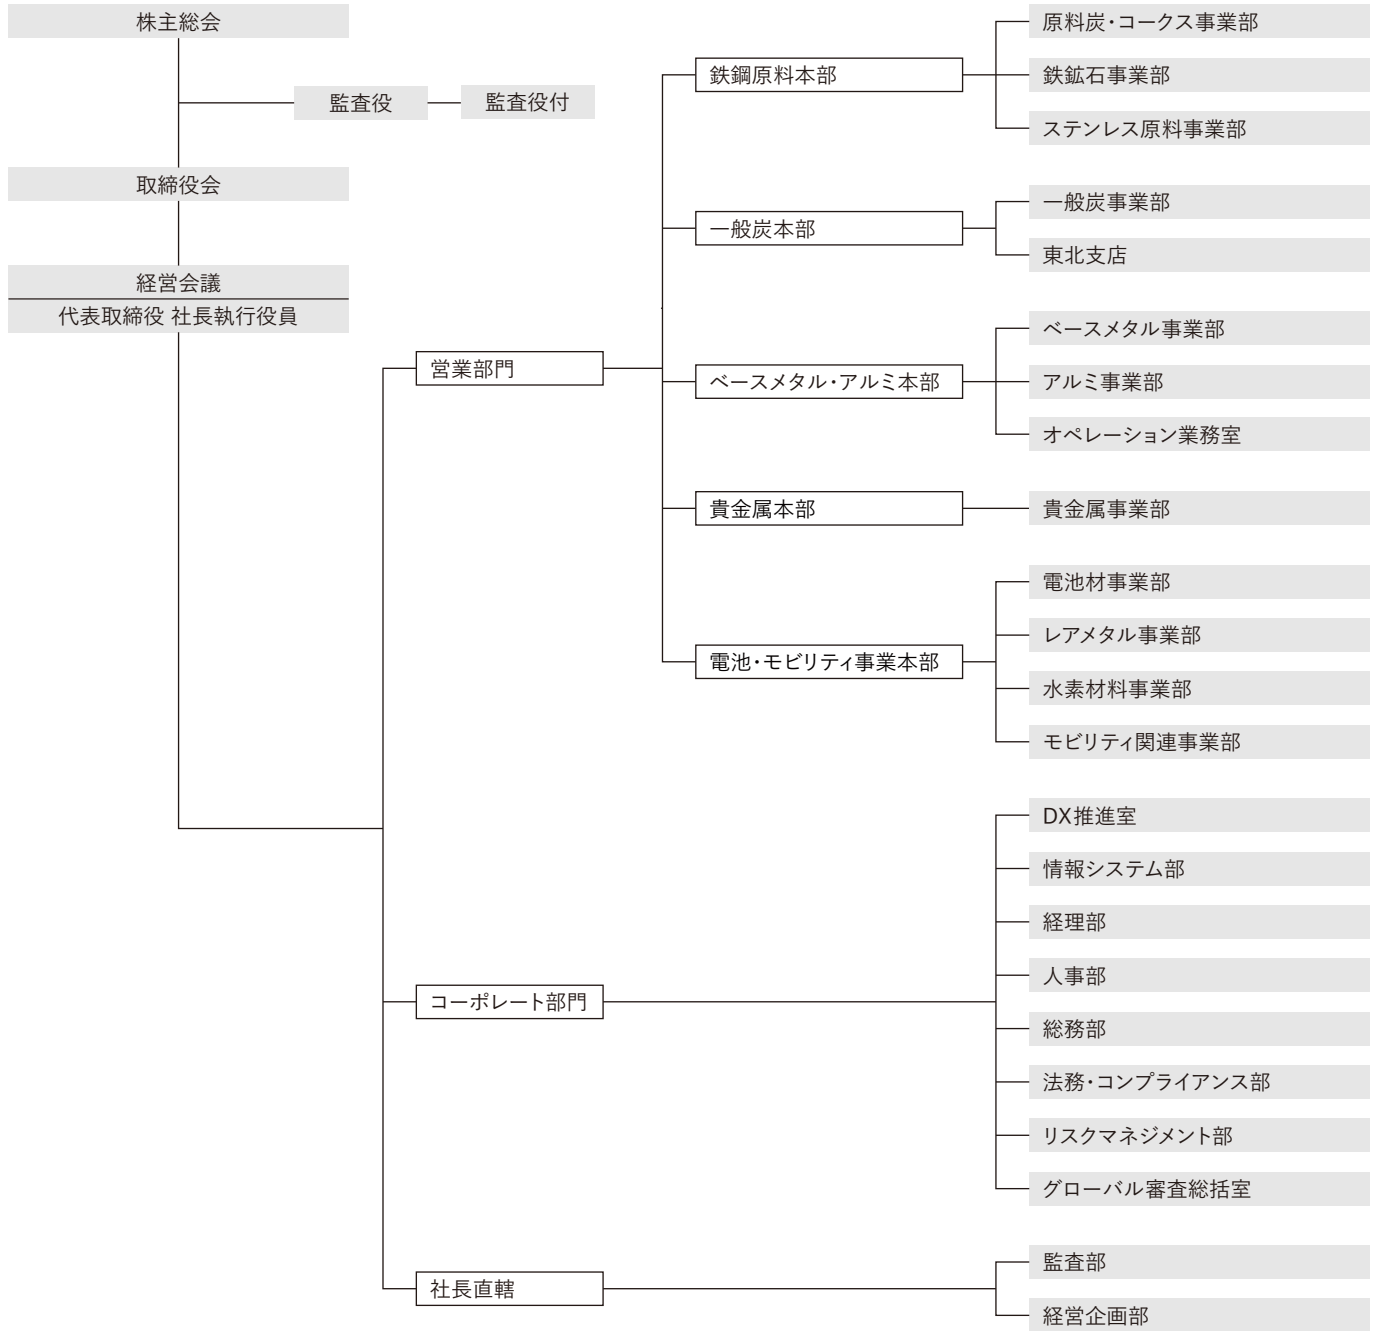 株主総会
監査役
監査役付
取締役会
経営会議
代表取締役 社長執行役員
営業部門
鉄鋼原料本部
原料炭・コークス事業部
鉄鉱石事業部
ステンレス原料事業部
一般炭本部
一般炭事業部
東北支店
ベースメタル・アルミ本部
ベースメタル事業部
アルミ事業部
オペレーション業務室
貴金属本部
貴金属事業部
電池・モビリティ事業本部
電池材事業部
レアメタル事業部
水素材料事業部
モビリティ関連事業部
コーポレート部門
DX推進室
情報システム部
経理部
人事部
総務部
法務・コンプライアンス部
リスクマネジメント部
グローバル審査総括室
社長直轄
監査部
経営企画部